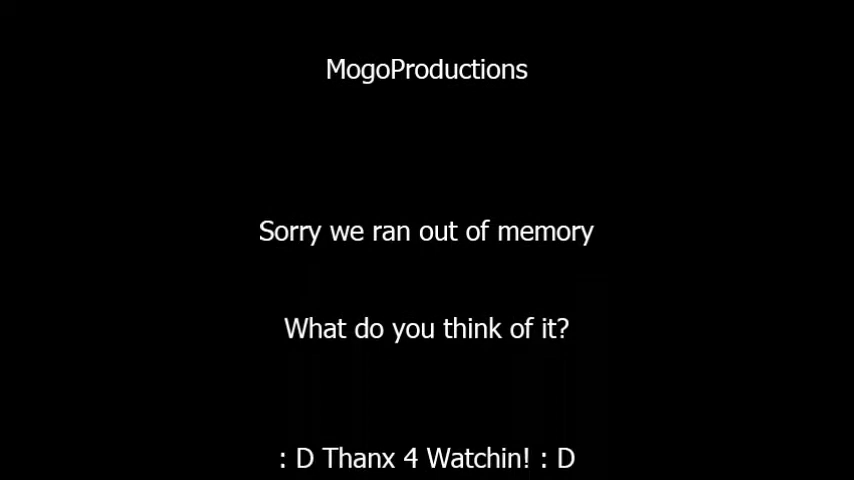 MogoProductions
Sorry we ran out of memory
What do you think of it?
: D Thanx 4 Watchin! : D